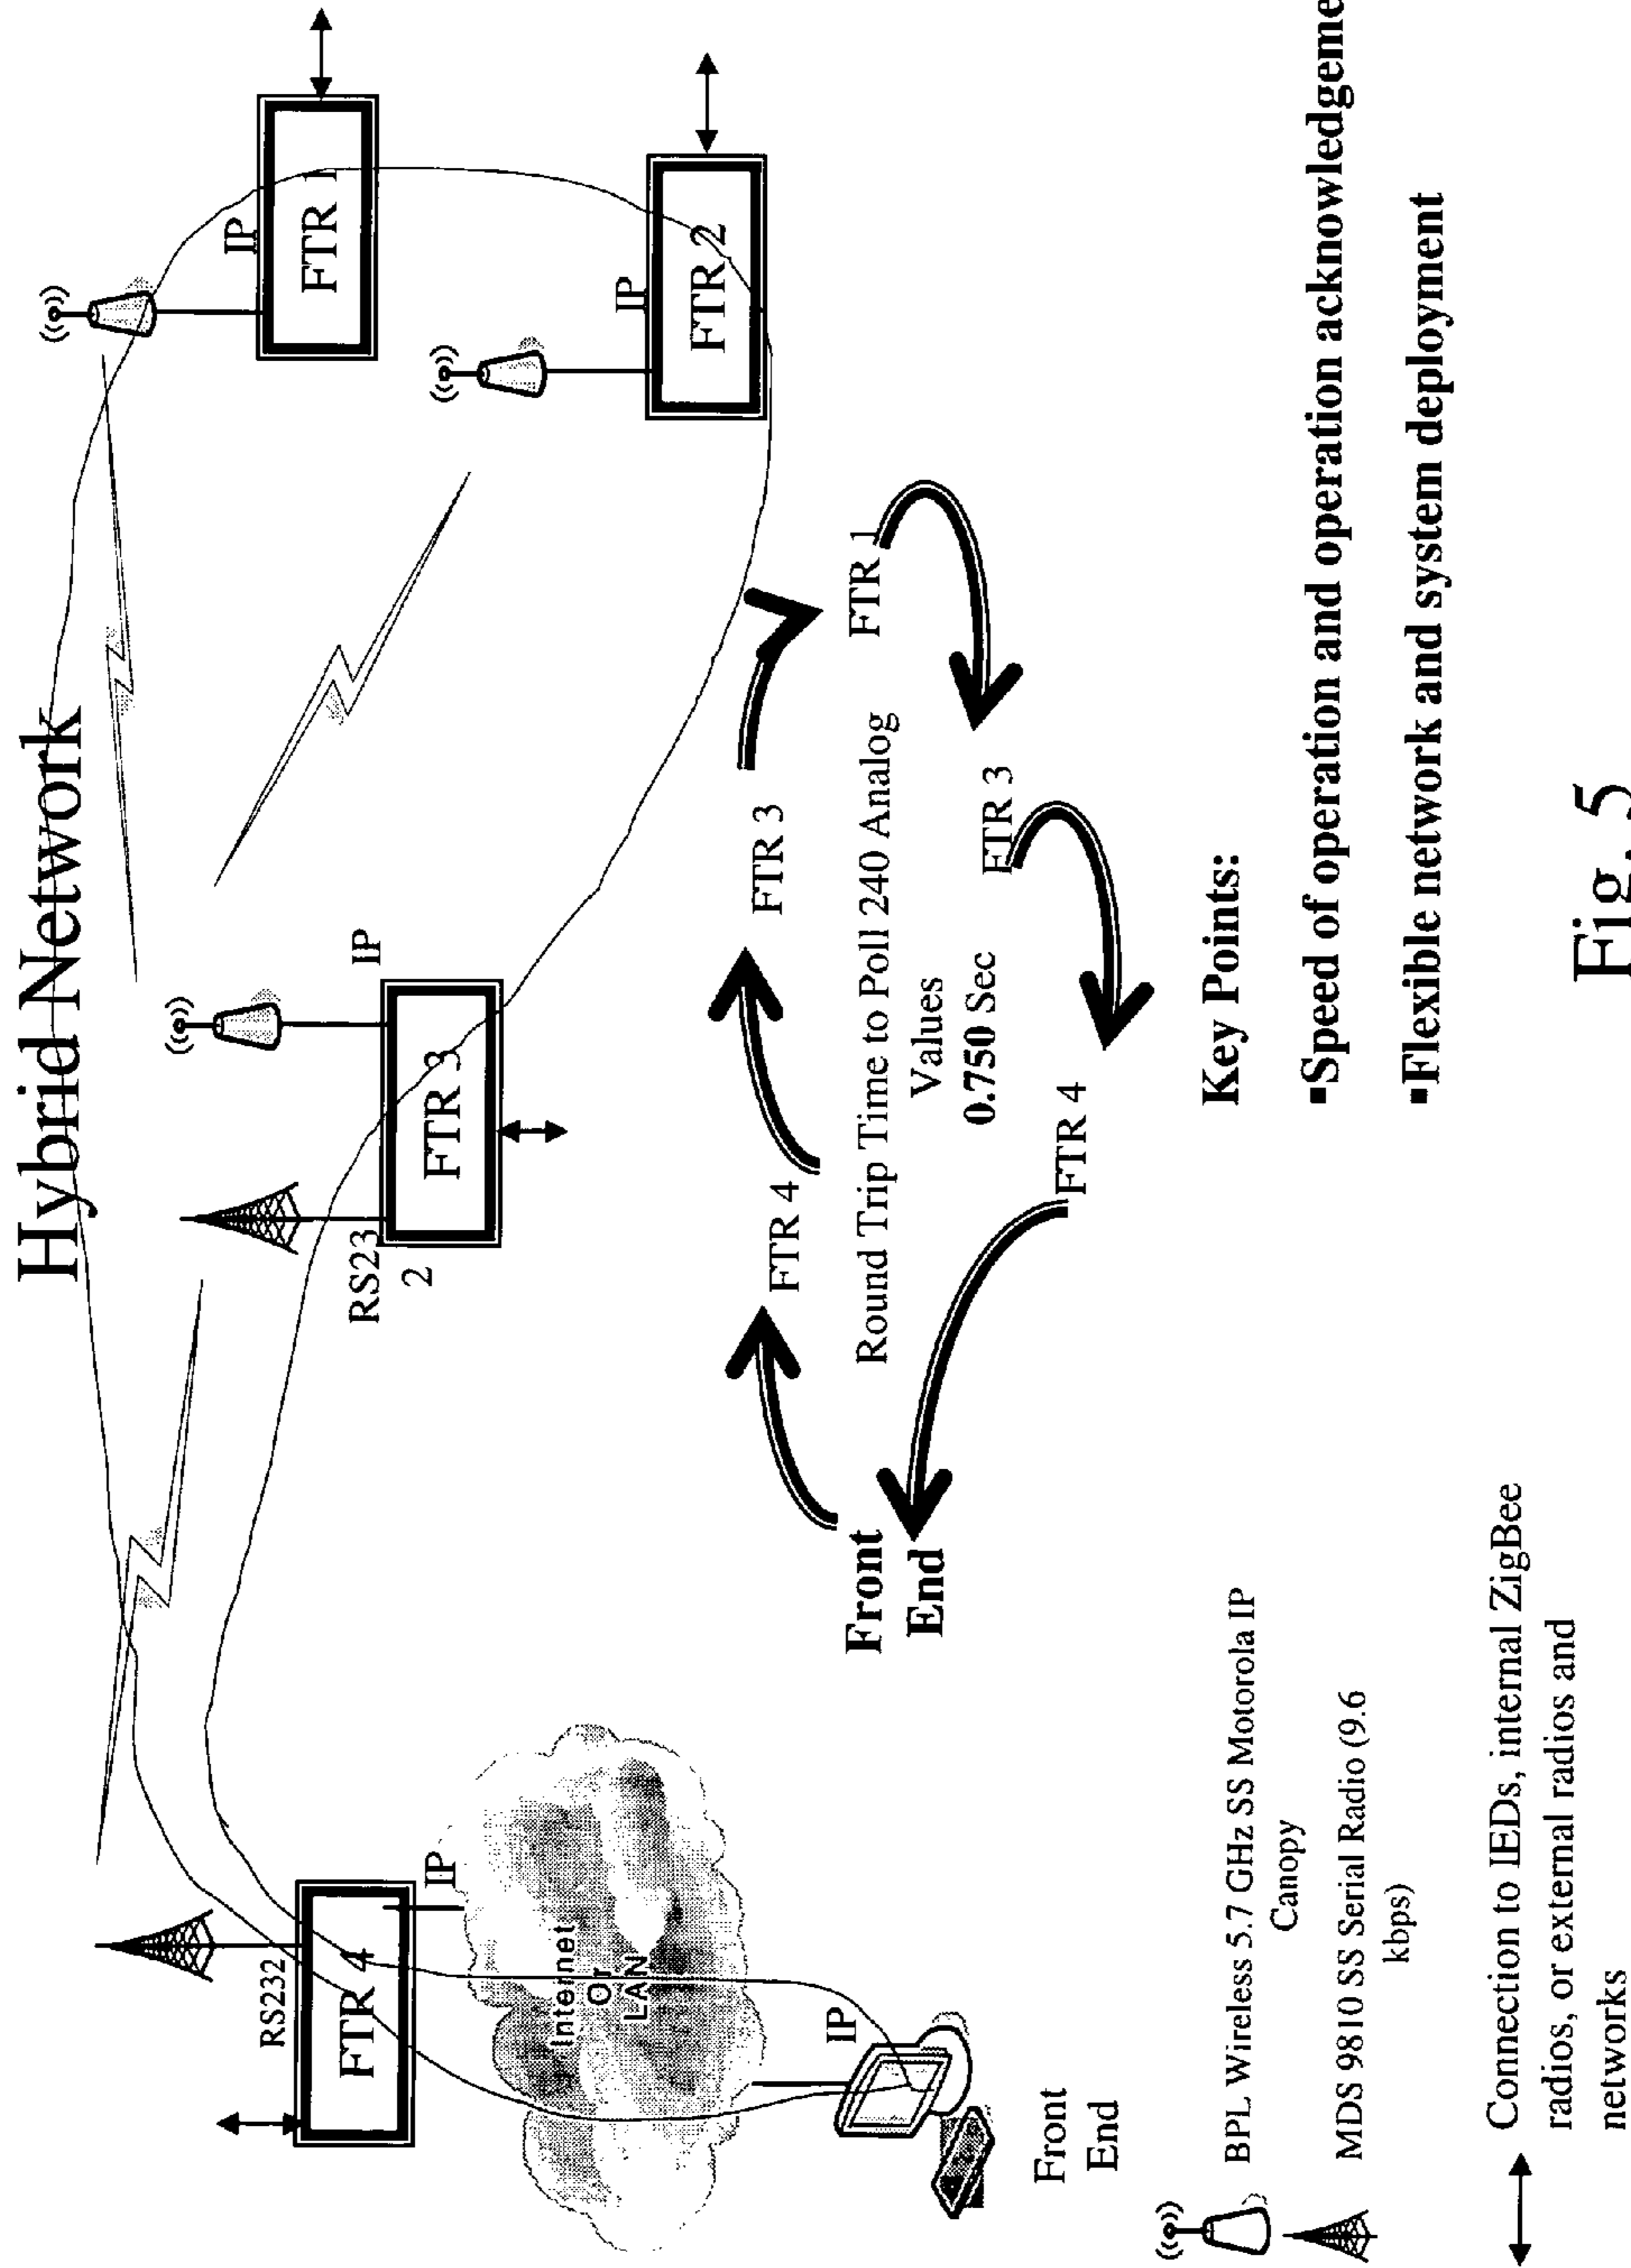 Hybrid Network
IP
FTR 1
IP
FTR 2
IP
RS23
2
FTR 3
RS232
FTR 4
IP
Internet
Or
LAN
IP
Front
End
Front
End
FTR 4
FTR 3
FTR 1
FTR 3
FTR 4
Round Trip Time to Poll 240 Analog
Values
0.750 Sec
BPL Wireless 5.7 GHz SS Motorola IP
Canopy
MDS 9810 SS Serial Radio (9.6
kbps)
Connection to IEDs, internal ZigBee
radios, or external radios and
networks
Key Points:
▪Speed of operation and operation acknowledgeme
▪Flexible network and system deployment
Fig. 5